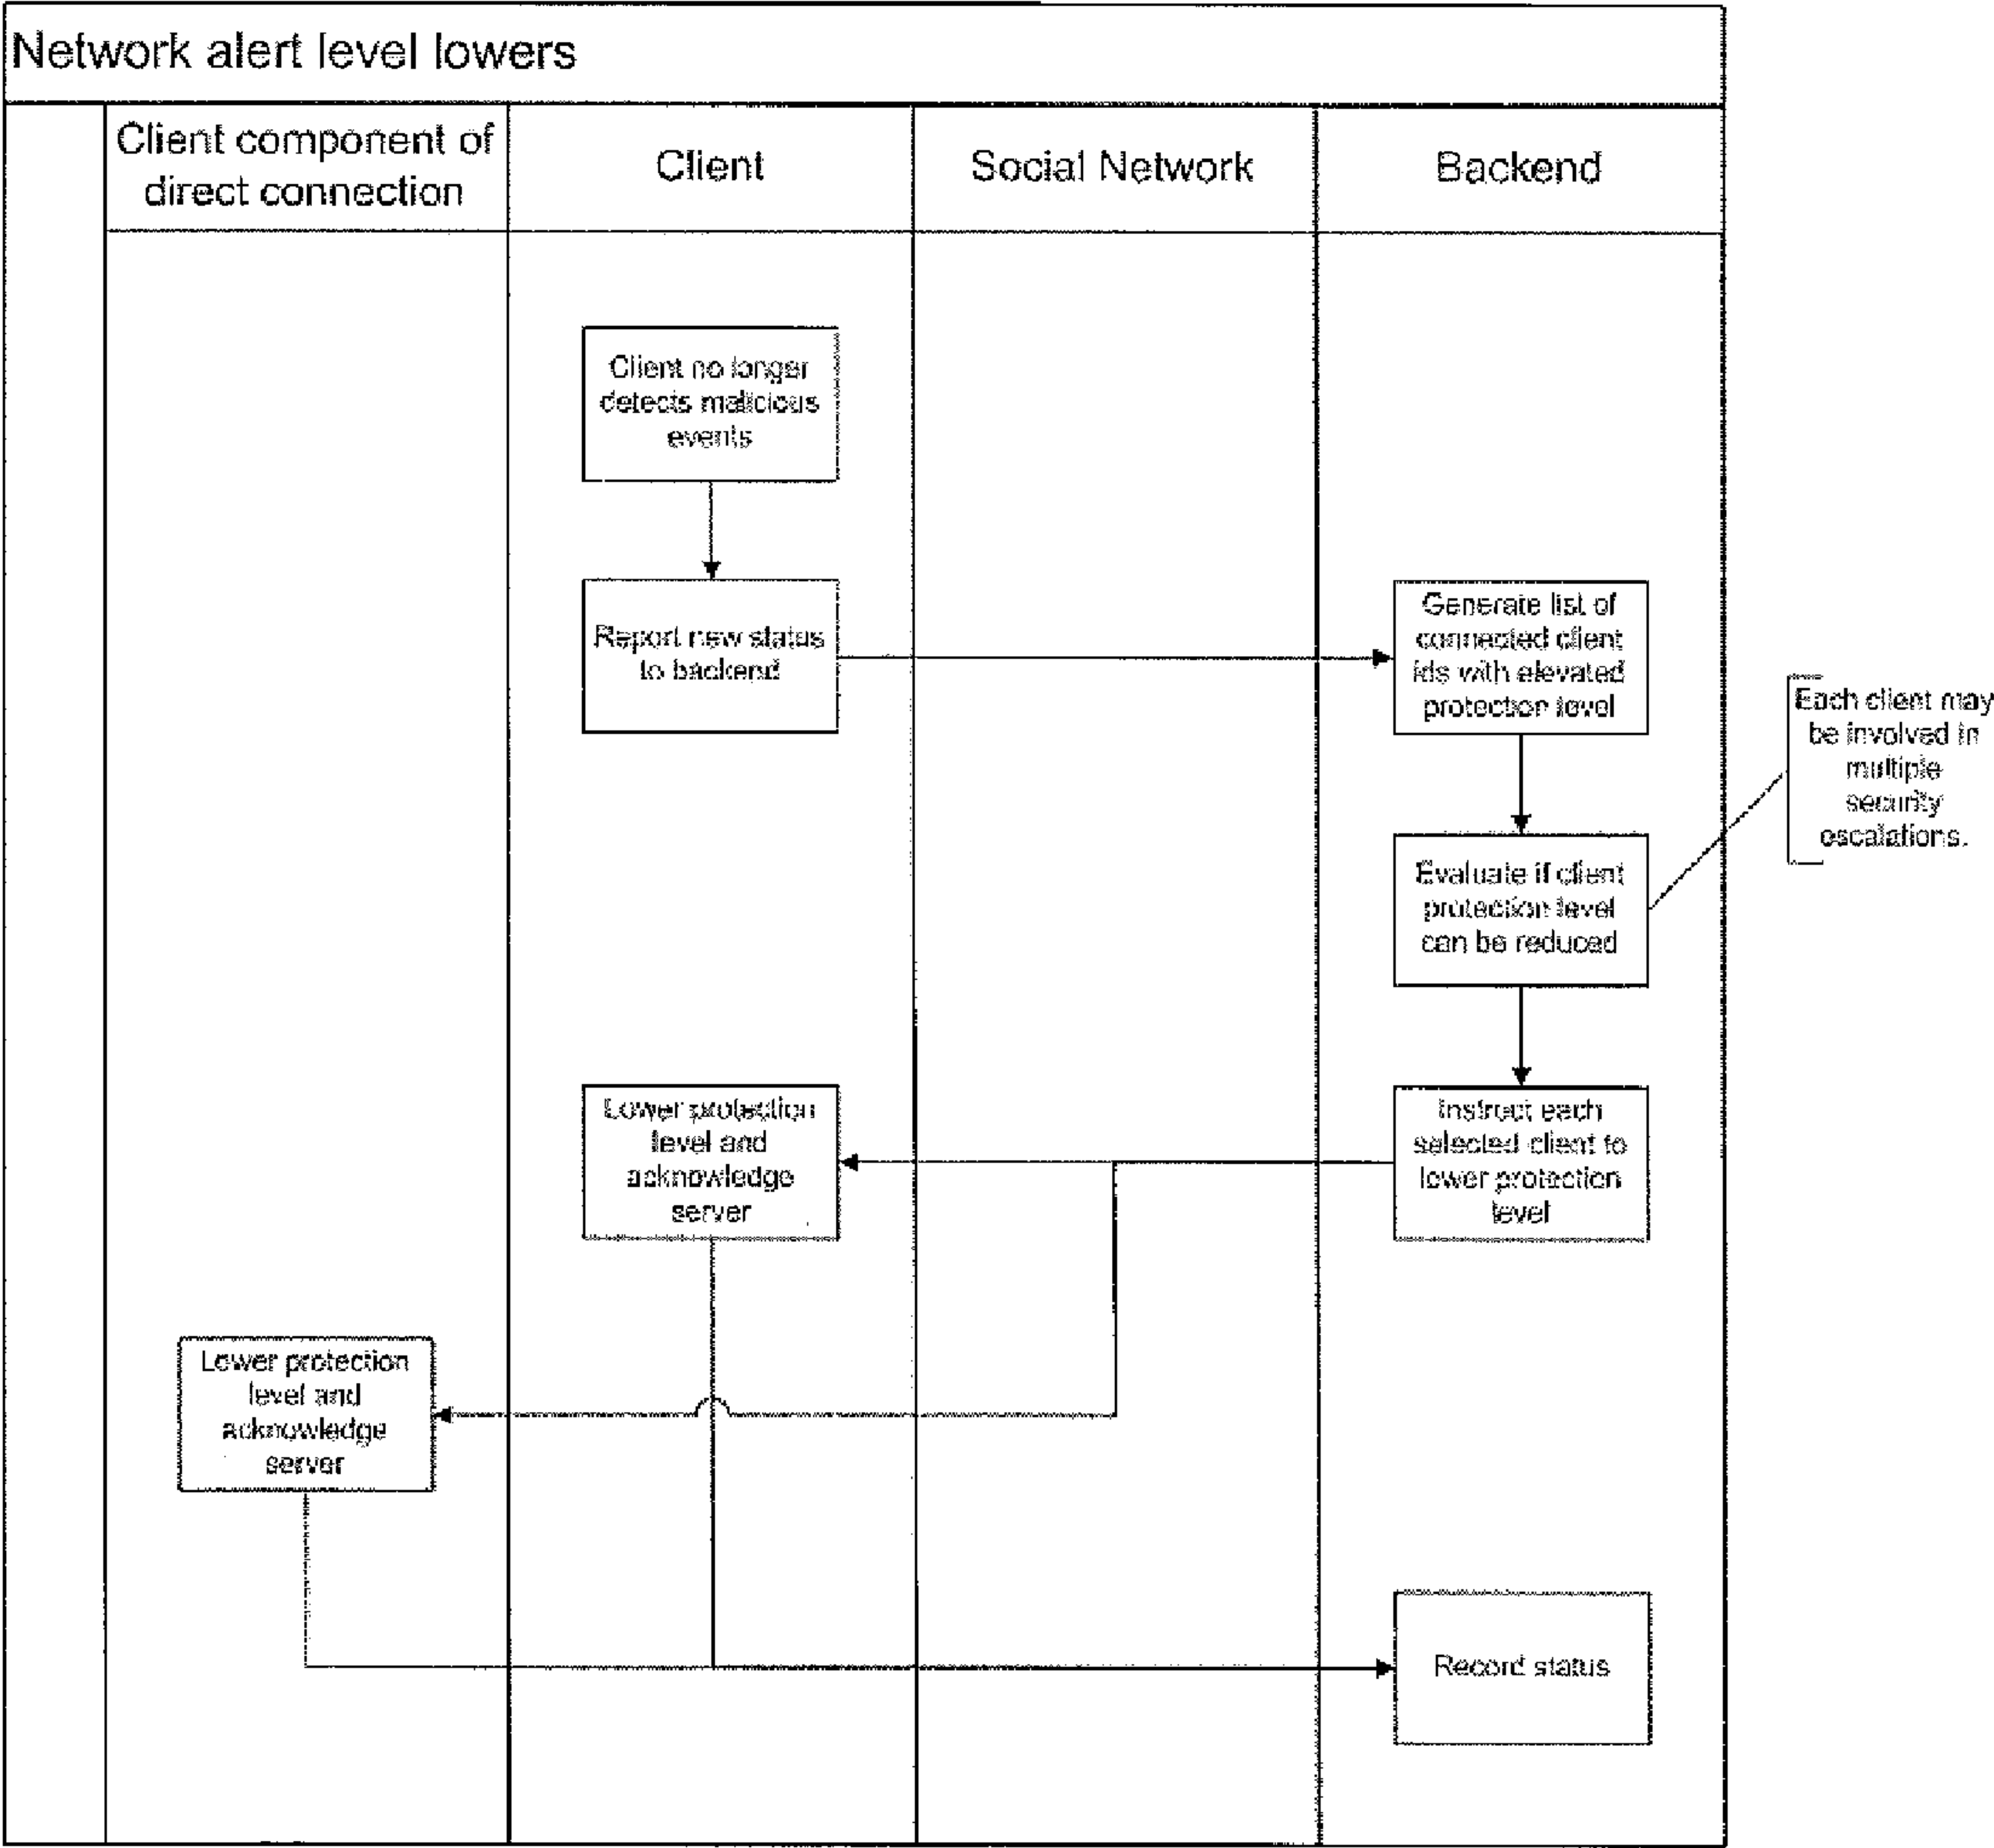 Network alert level lowers
Client component of
direct connection
Client
Social Network
Backend
Client no longer
detects malicious
events
Report new status
to backend
Generate list of
connected client
ids with elevated
protection level
Each client may
be involved in
multiple
security
escalations.
Evaluate if client
protection level
can be reduced
Lower protection
level and
acknowledge
server
Instruct each
selected client to
lower protection
level
Lower protection
level and
acknowledge
server
Record status